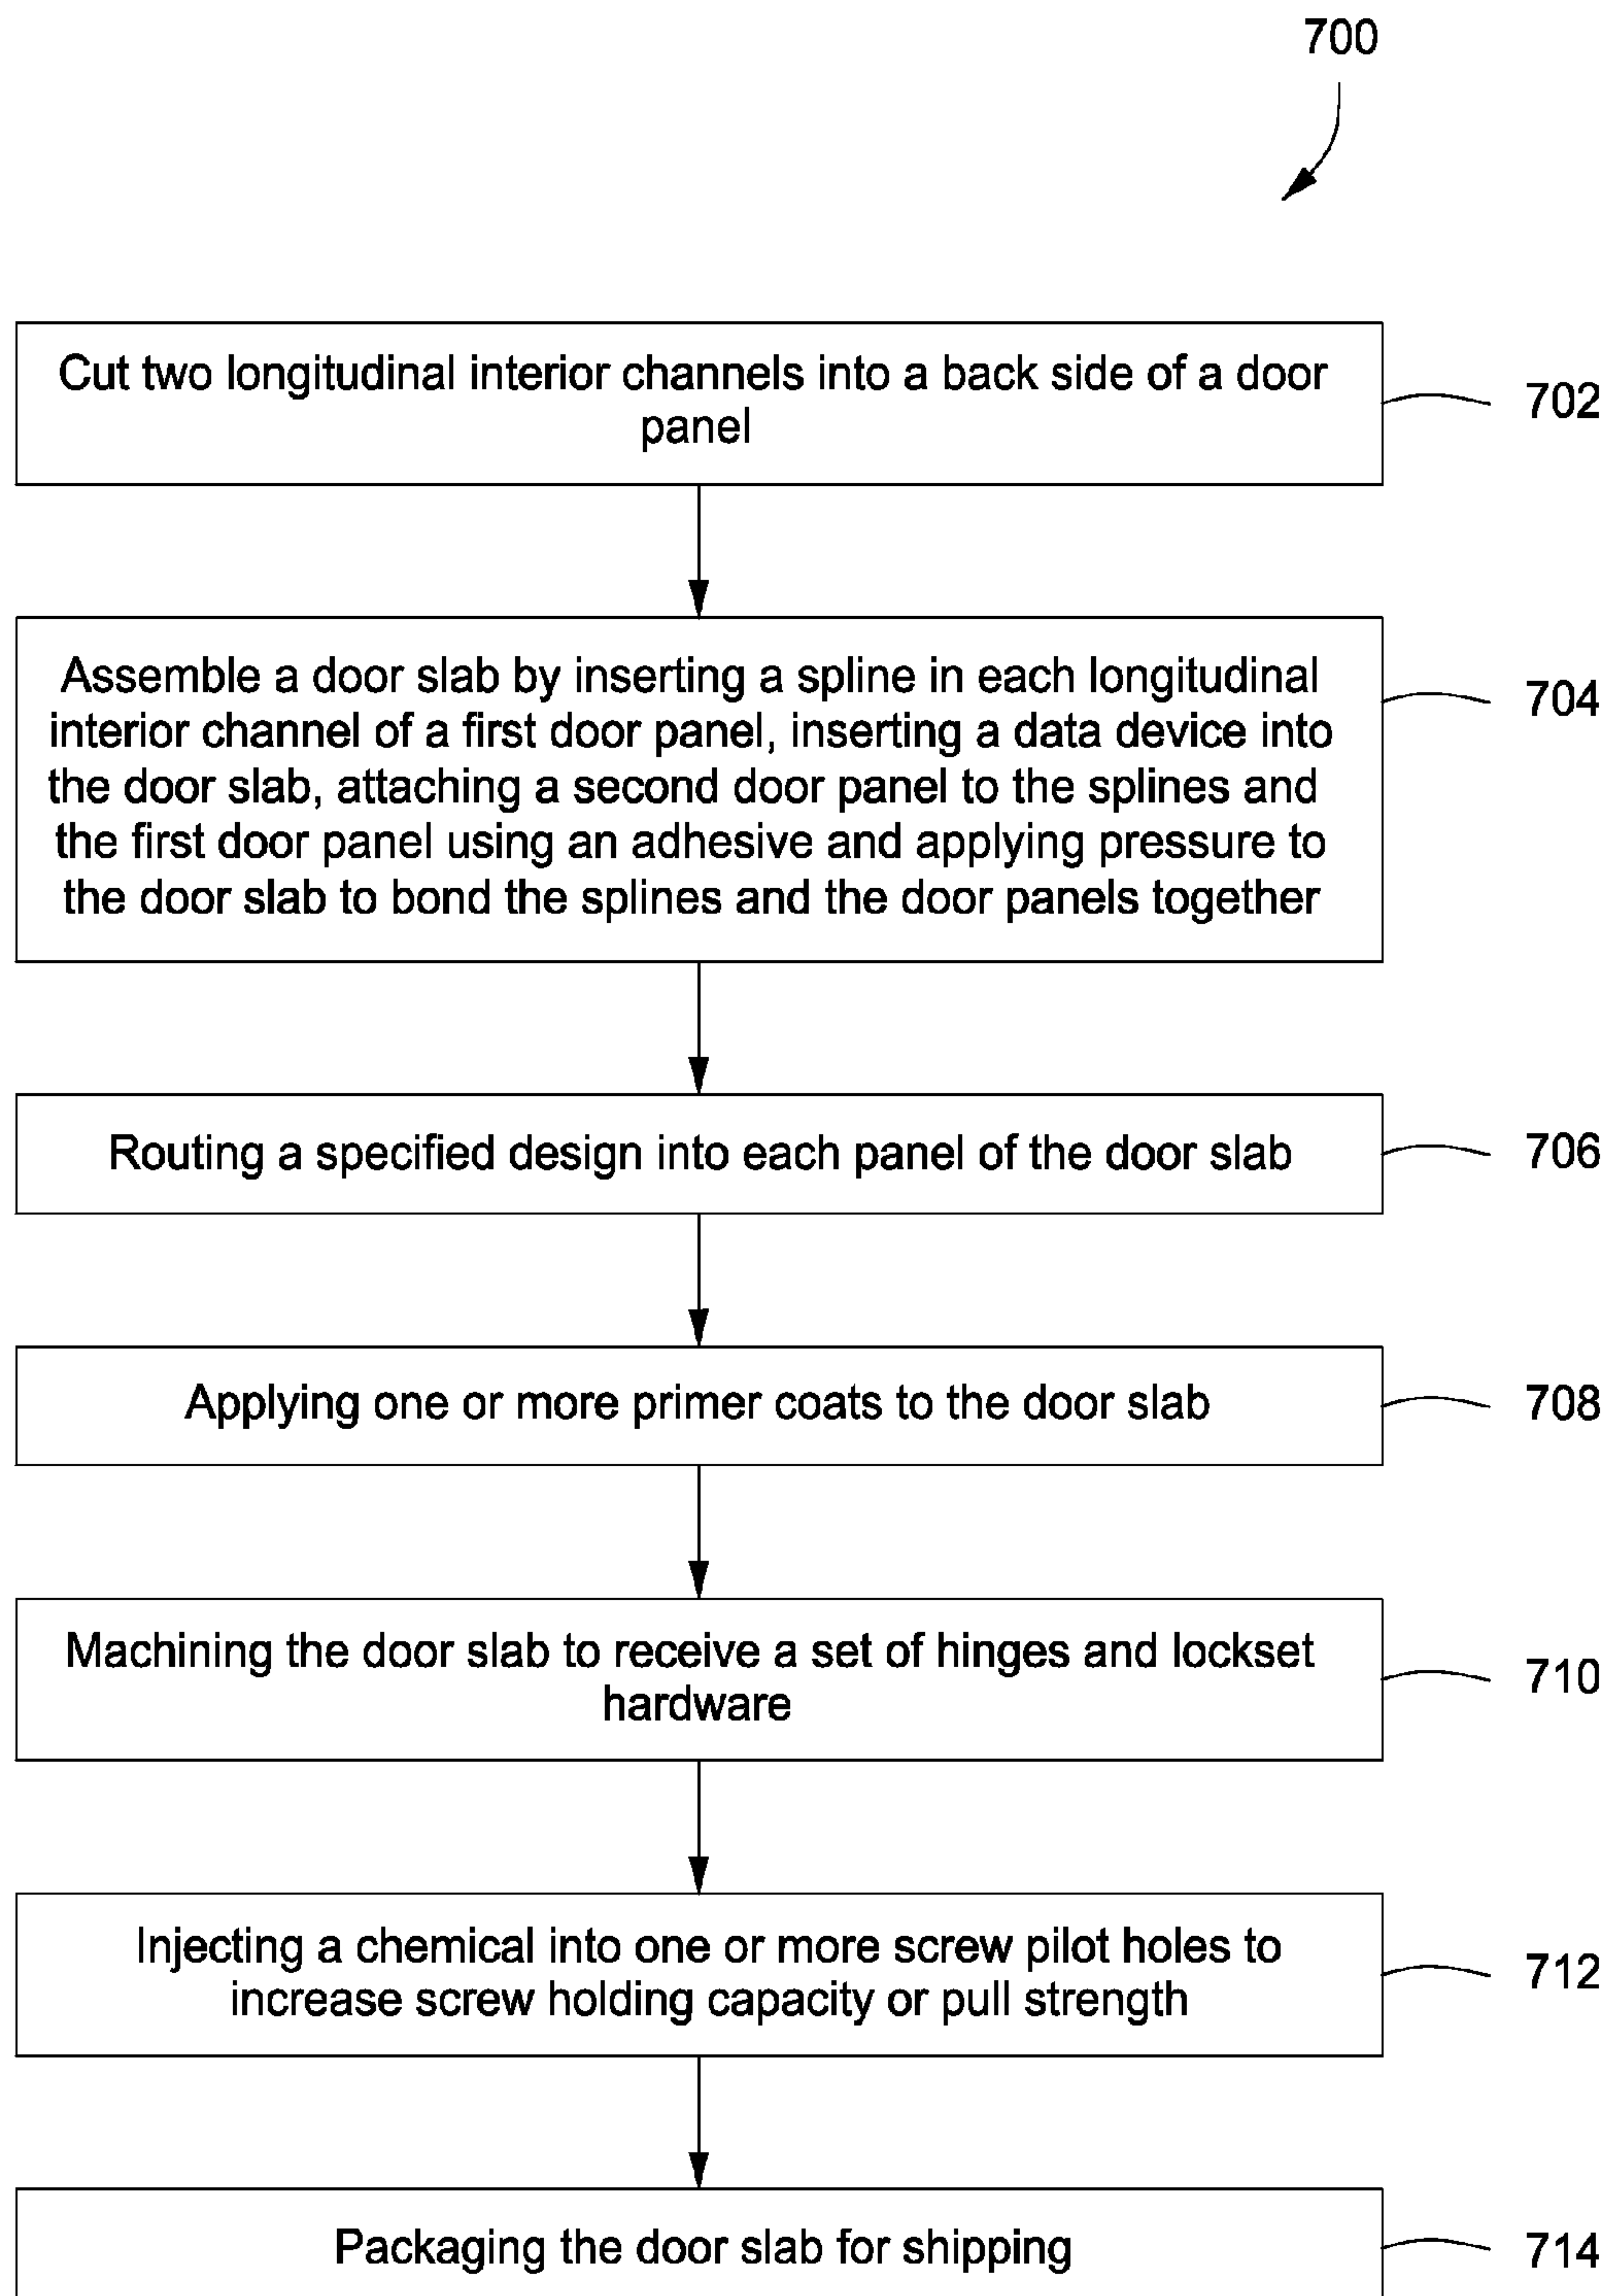 700
Cut two longitudinal interior channels into a back side of a door
panel
702
Assemble a door slab by inserting a spline in each longitudinal
interior channel of a first door panel, inserting a data device into
the door slab, attaching a second door panel to the splines and
the first door panel using an adhesive and applying pressure to
the door slab to bond the splines and the door panels together
704
Routing a specified design into each panel of the door slab
706
Applying one or more primer coats to the door slab
708
Machining the door slab to receive a set of hinges and lockset
hardware
710
Injecting a chemical into one or more screw pilot holes to
increase screw holding capacity or pull strength
712
Packaging the door slab for shipping
714